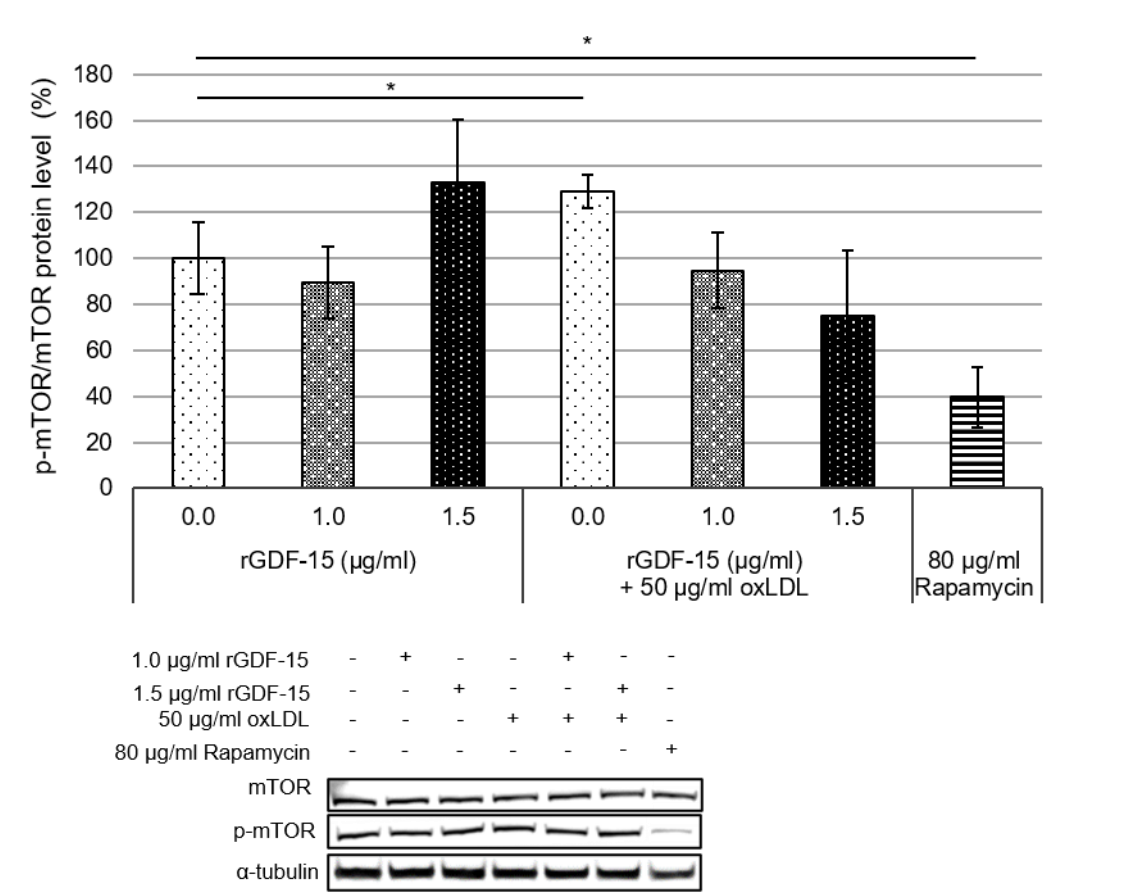 *
180
*
160
140
120
100
80
60
40
20
0
p-mTOR/mTOR protein level (%)
0.0 1.0 1.5 0.0 1.0 1.5
rGDF-15 (µg/ml) rGDF-15 (µg/ml) 80 µg/ml
+ 50 µg/ml oxLDL Rapamycin
1.0 µg/ml rGDF-15 - + - - + - -
1.5 µg/ml rGDF-15 - - + - - + -
50 µg/ml oxLDL - - - + + + -
80 µg/ml Rapamycin - - - - - - +
mTOR
p-mTOR
α-tubulin